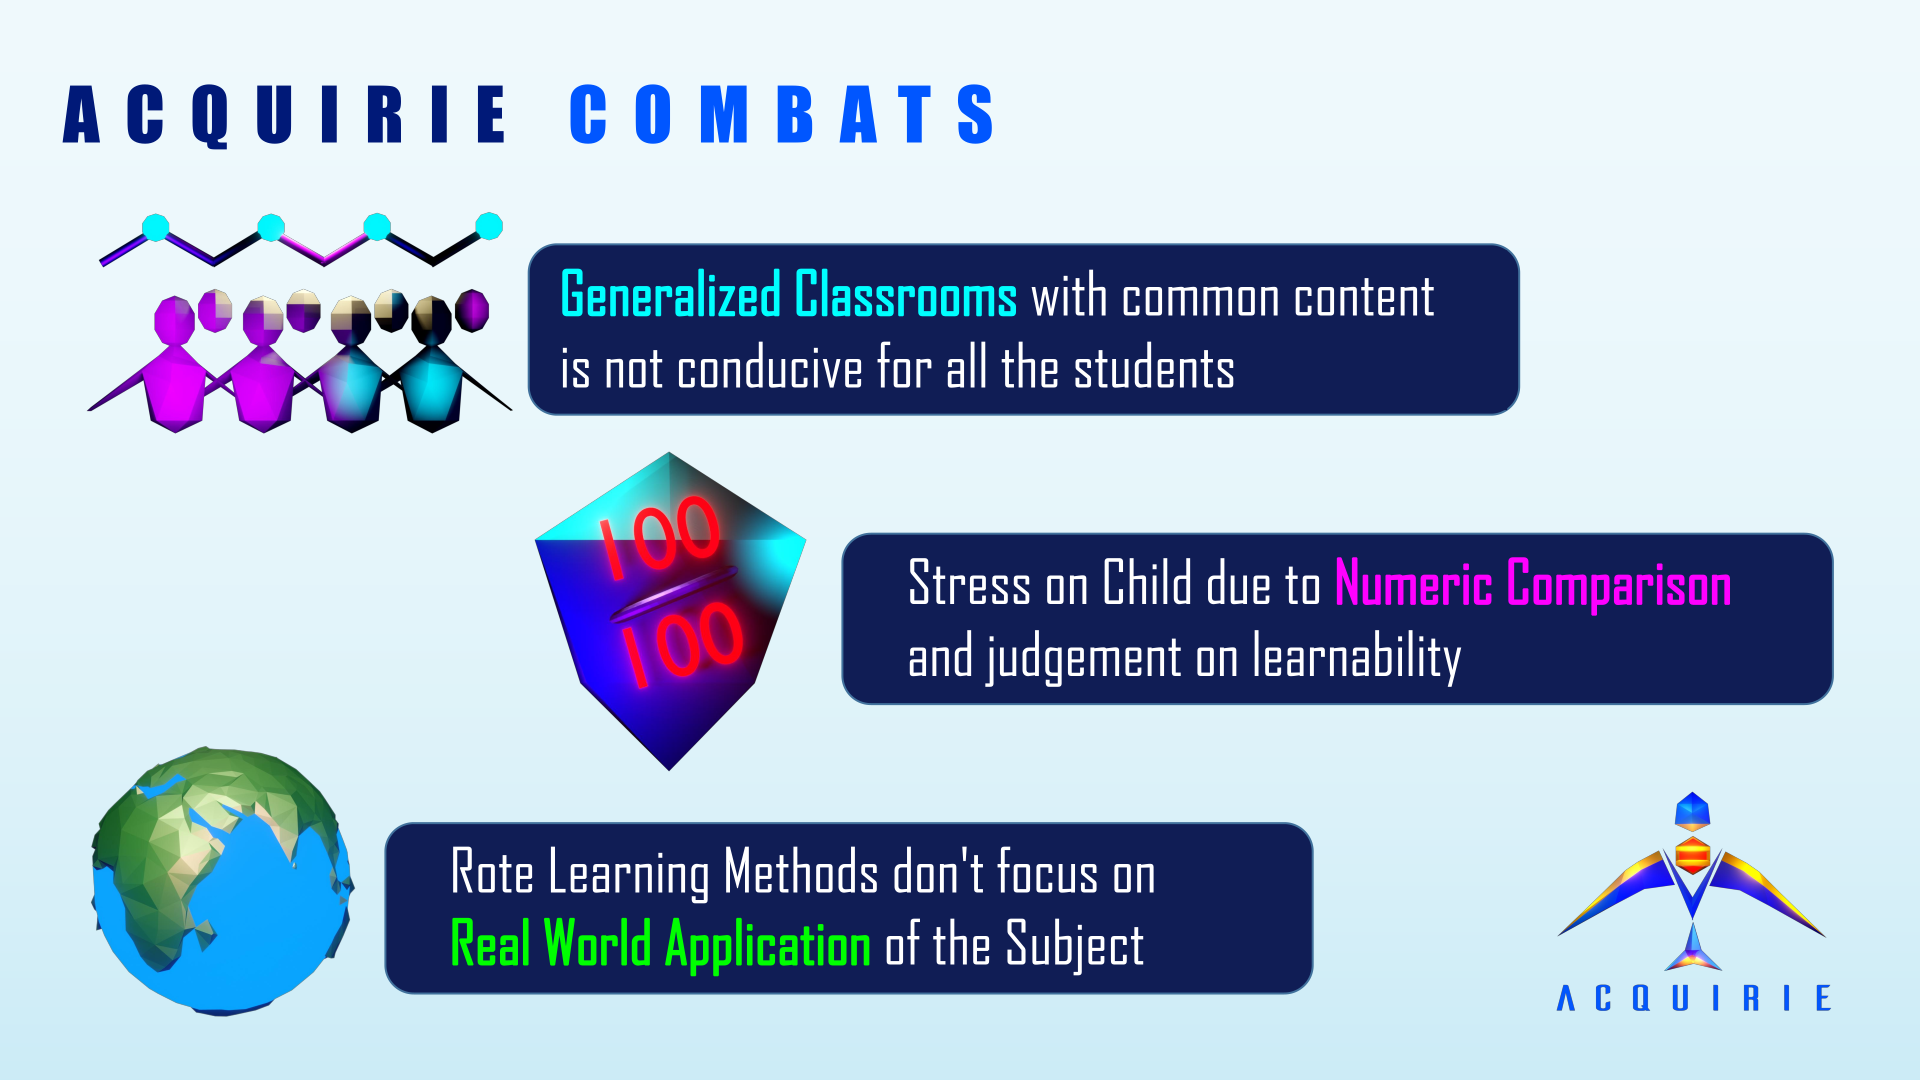 ACQUIRIE COMBATS
Generalized Classrooms with common content
is not conducive for all the students
100
100
Stress on Child due to Numeric Comparison
and judgement on learnability
Rote Learning Methods don't focus on
Real World Application of the Subject
ACQUIRIE